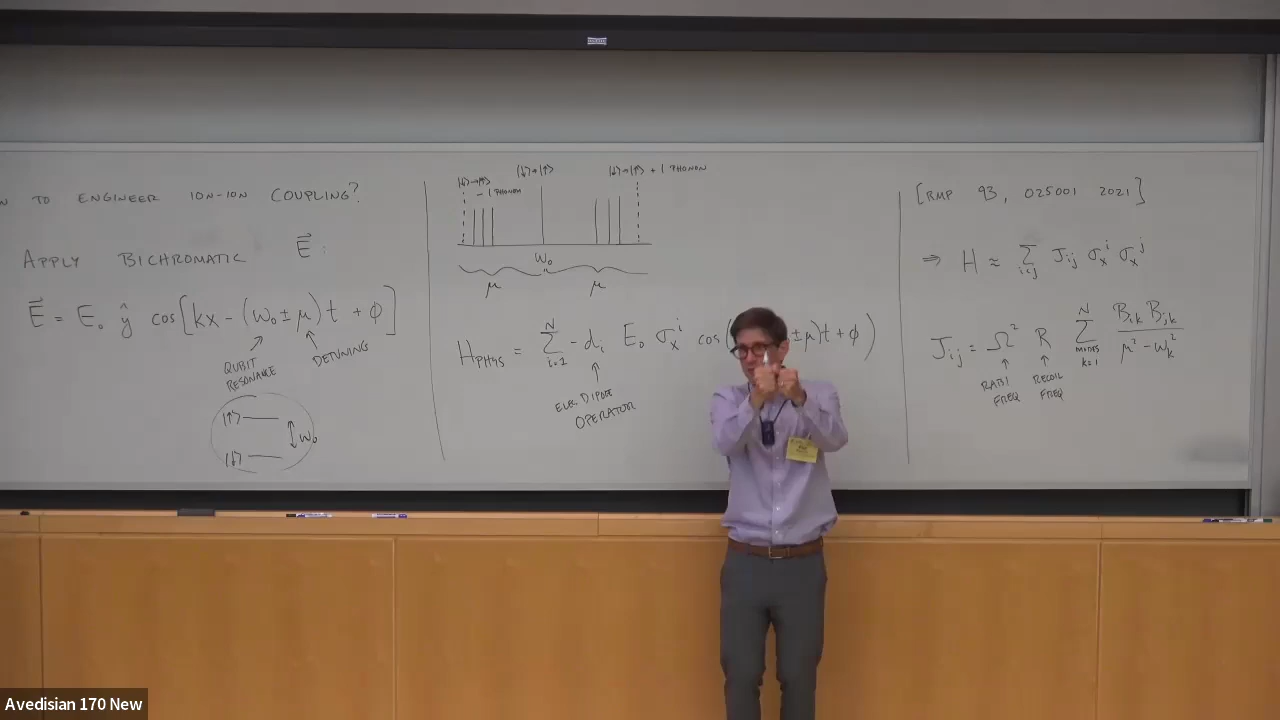 TO ENGINEER ION-ION COUPLING?
APPLY BICHROMATIC E⃗ :
E⃗ = E₀ ŷ cos[kx - (ω₀ ± μ)t + ϕ]
QUBIT RESONANCE
DETUNING
|↑⟩
|↓⟩
ω₀
|↓⟩→|↑⟩ - 1 PHONON
|↓⟩→|↑⟩
|↓⟩→|↑⟩ + 1 PHONON
ω₀
μ
μ
H_PHYS = Σ_{i=1}^{N} -d_i E₀ σ_x^i cos( ±μ)t + ϕ)
ELEC. DIPOLE
OPERATOR
[RMP 93, 025001 2021]
⇒ H ≈ Σ_{i<j} J_ij σ_x^i σ_x^j
J_ij = Ω² R Σ_{MODES k=1}^{N} B_ik B_jk / μ² - ω_k²
RABI FREQ
RECOIL FREQ
Avedisian 170 New